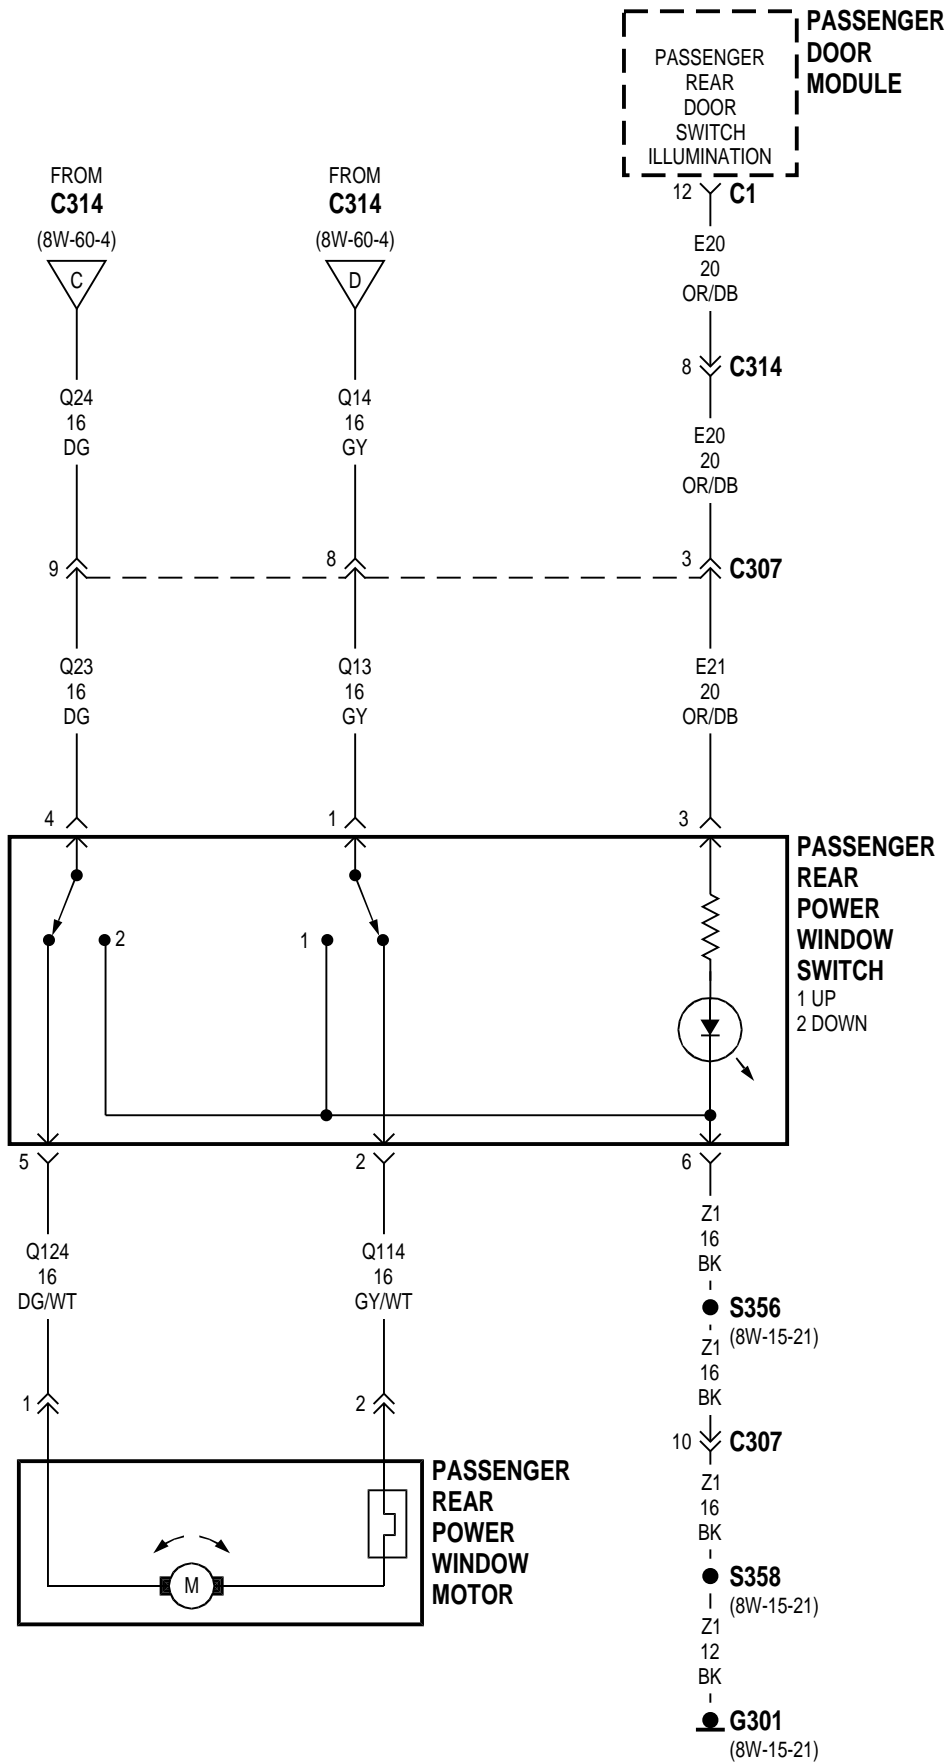 PASSENGER
DOOR
MODULE
PASSENGER
REAR
DOOR
SWITCH
ILLUMINATION
12 C1
E20
20
OR/DB
FROM
C314
(8W-60-4)
C
FROM
C314
(8W-60-4)
D
8 C314
Q24
16
DG
Q14
16
GY
E20
20
OR/DB
9
8
3 C307
Q23
16
DG
Q13
16
GY
E21
20
OR/DB
4
1
3
PASSENGER
REAR
POWER
WINDOW
SWITCH
1 UP
2 DOWN
2
1
5
2
6
Q124
16
DG/WT
Q114
16
GY/WT
Z1
16
BK
S356
(8W-15-21)
Z1
16
BK
1
2
10 C307
PASSENGER
REAR
POWER
WINDOW
MOTOR
M
Z1
16
BK
S358
(8W-15-21)
Z1
12
BK
G301
(8W-15-21)